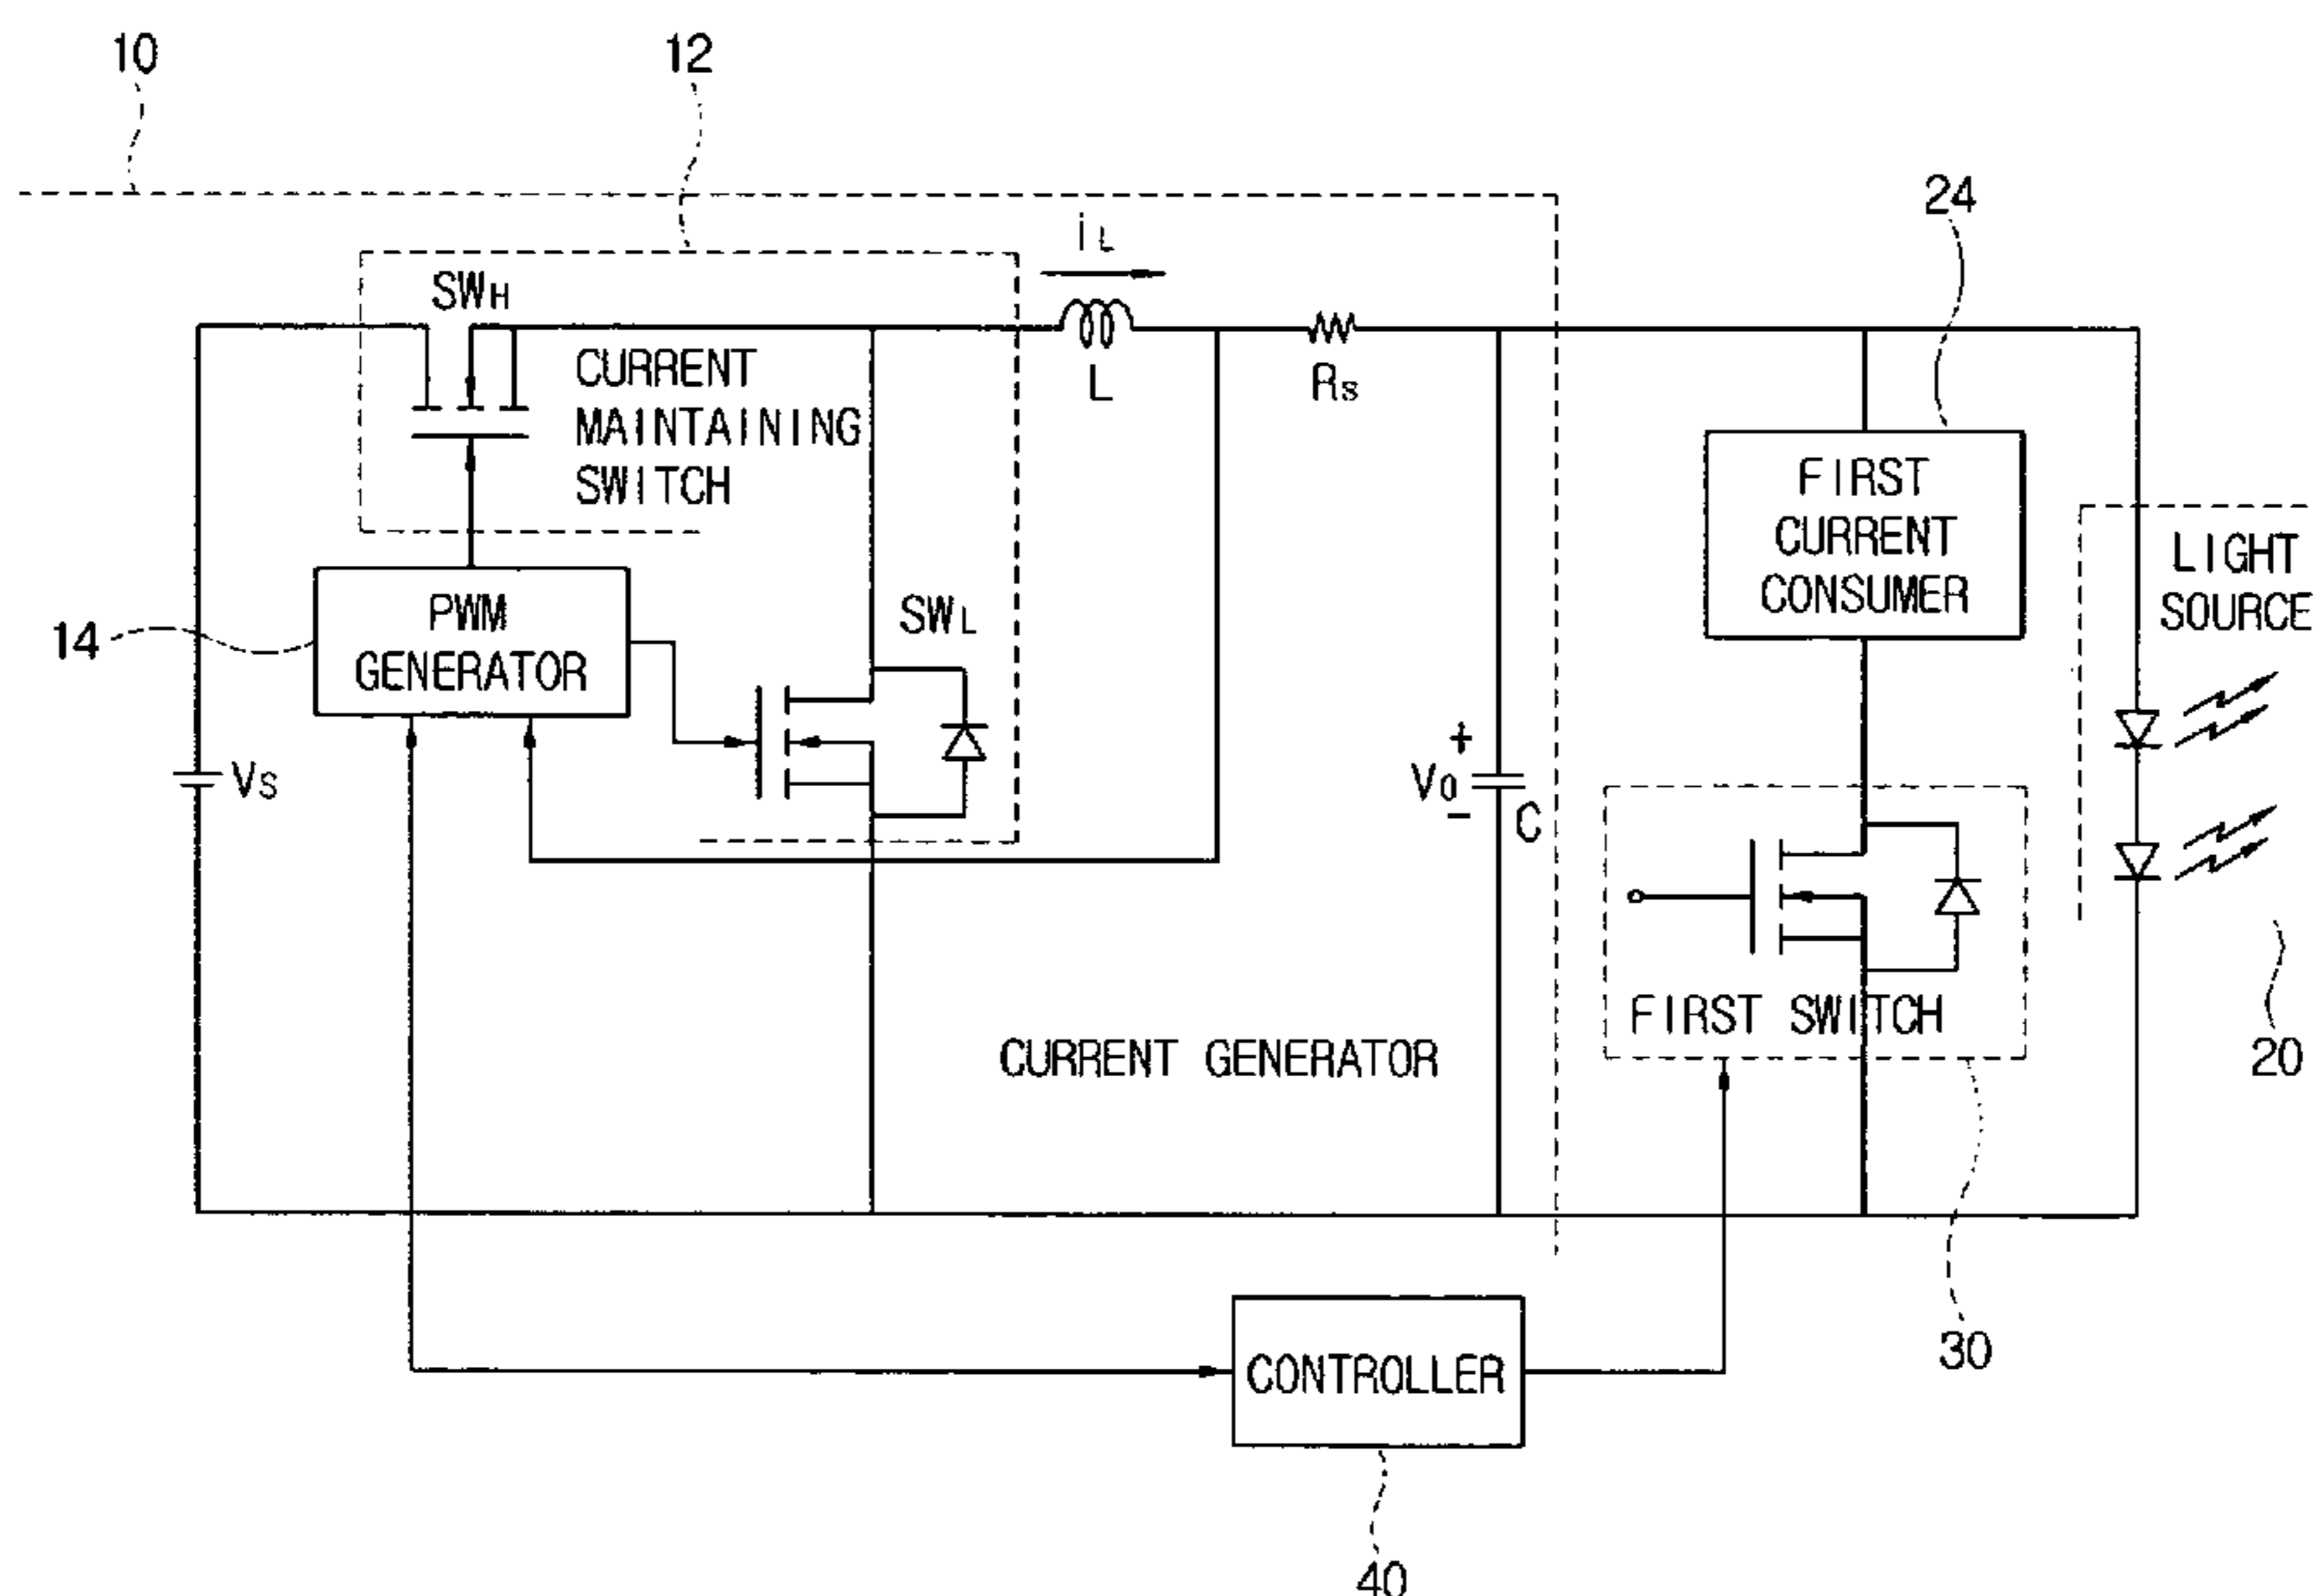 10
12
24
iL
SWH
CURRENT
MAINTAINING
SWITCH
L
Rs
FIRST
CURRENT
CONSUMER
LIGHT
SOURCE
14
PWM
GENERATOR
SWL
VS
+
V0
-
C
FIRST SWITCH
CURRENT GENERATOR
20
30
CONTROLLER
40